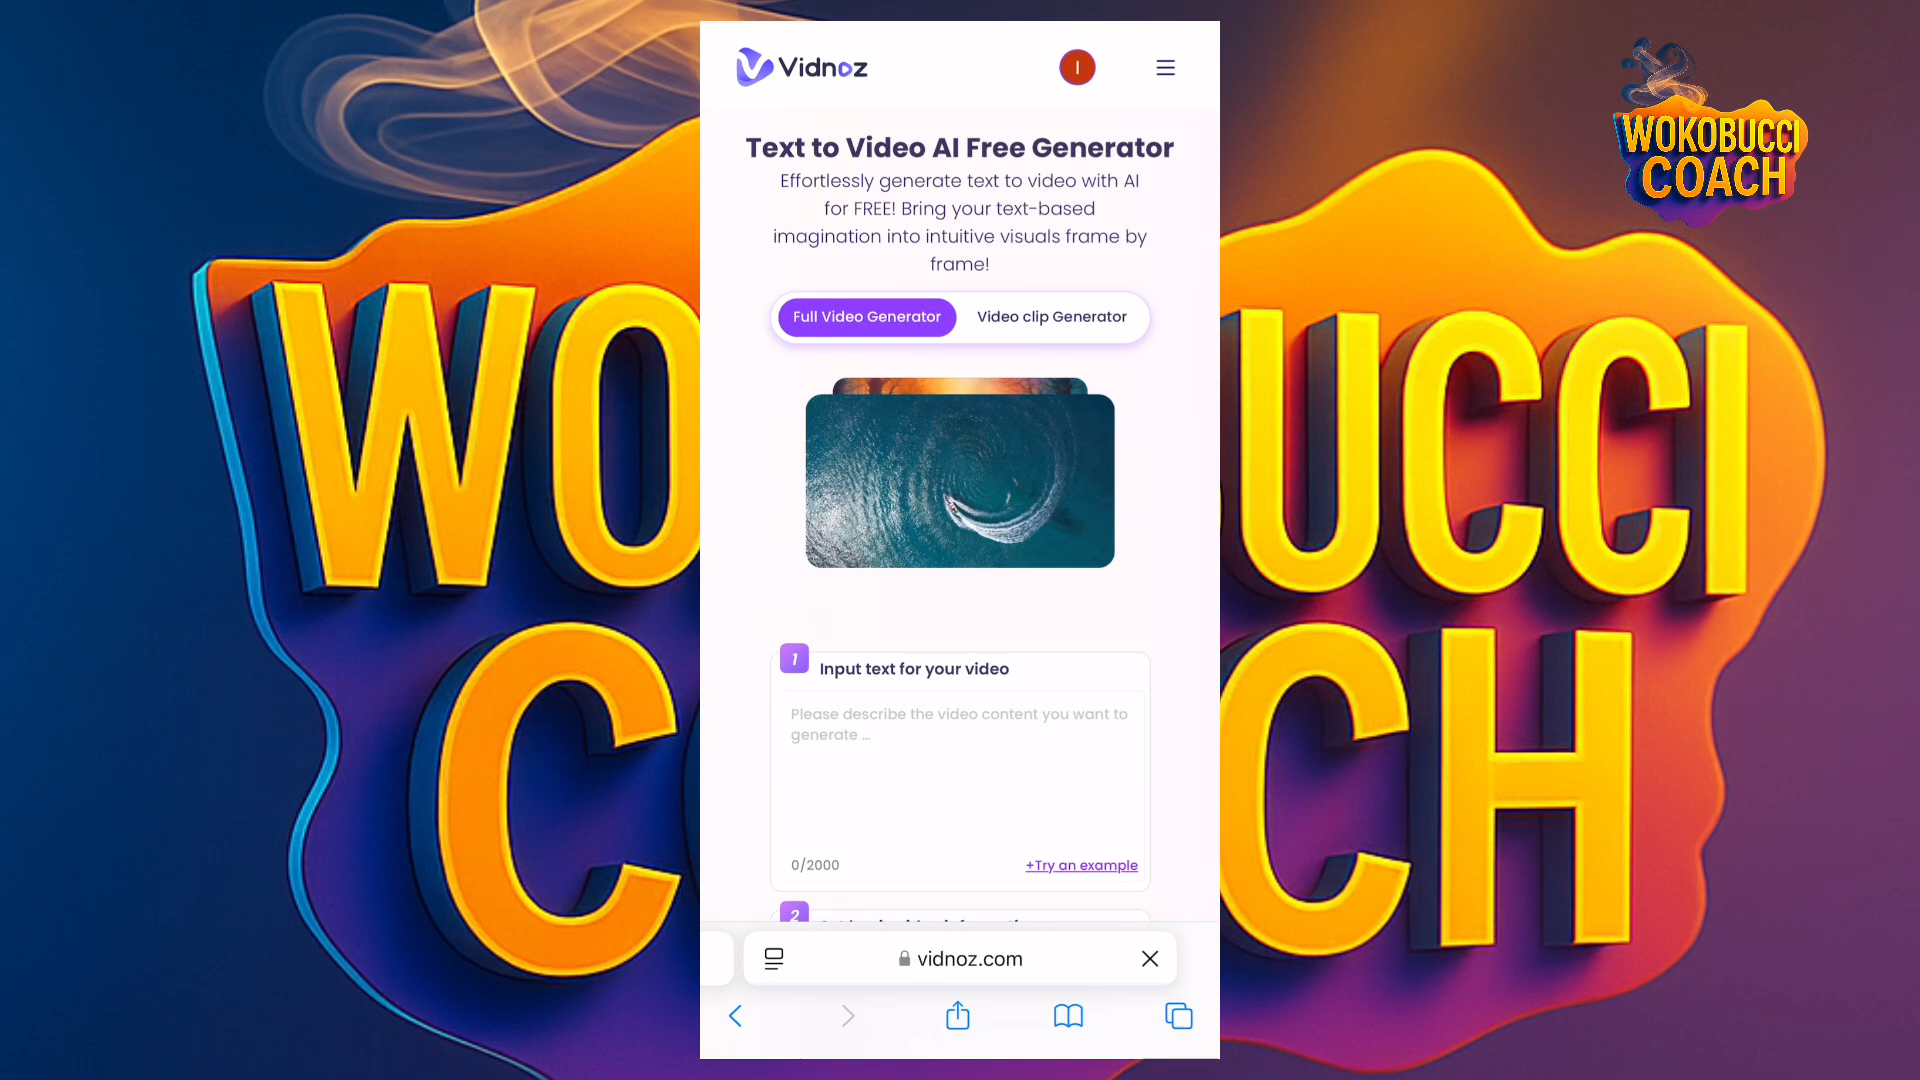 Vidnoz
I
Text to Video AI Free Generator
Effortlessly generate text to video with AI
for FREE! Bring your text-based
imagination into intuitive visuals frame by
frame!
Full Video Generator
Video clip Generator
1
Input text for your video
Please describe the video content you want to
generate ...
0/2000
+Try an example
2
vidnoz.com
WOKOBUCCI
COACH
WO
UCCI
C
CH